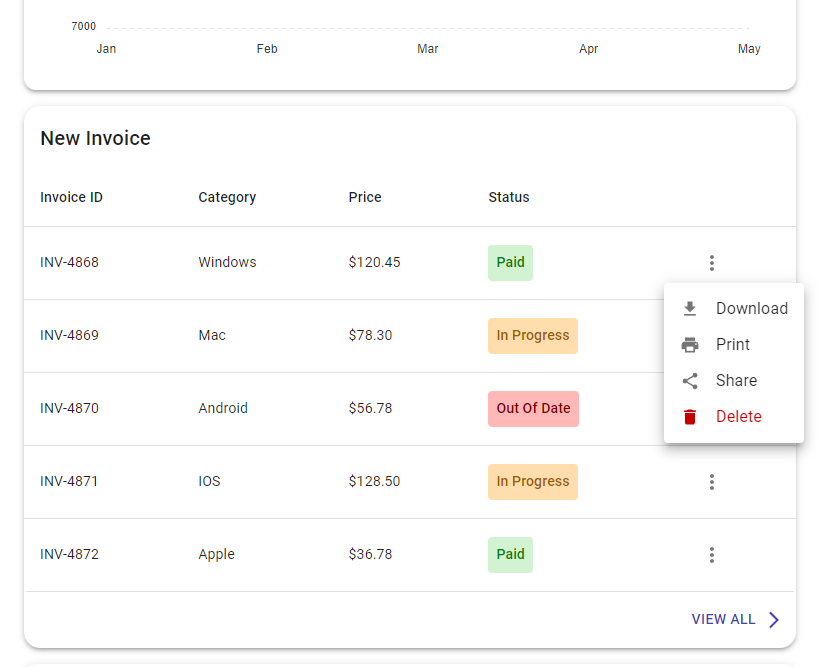 7000
Jan Feb Mar Apr May
New Invoice
Invoice ID Category Price Status
INV-4868 Windows $120.45 Paid
Download
INV-4869 Mac $78.30 In Progress
Print
Share
INV-4870 Android $56.78 Out Of Date
Delete
INV-4871 IOS $128.50 In Progress
INV-4872 Apple $36.78 Paid
VIEW ALL